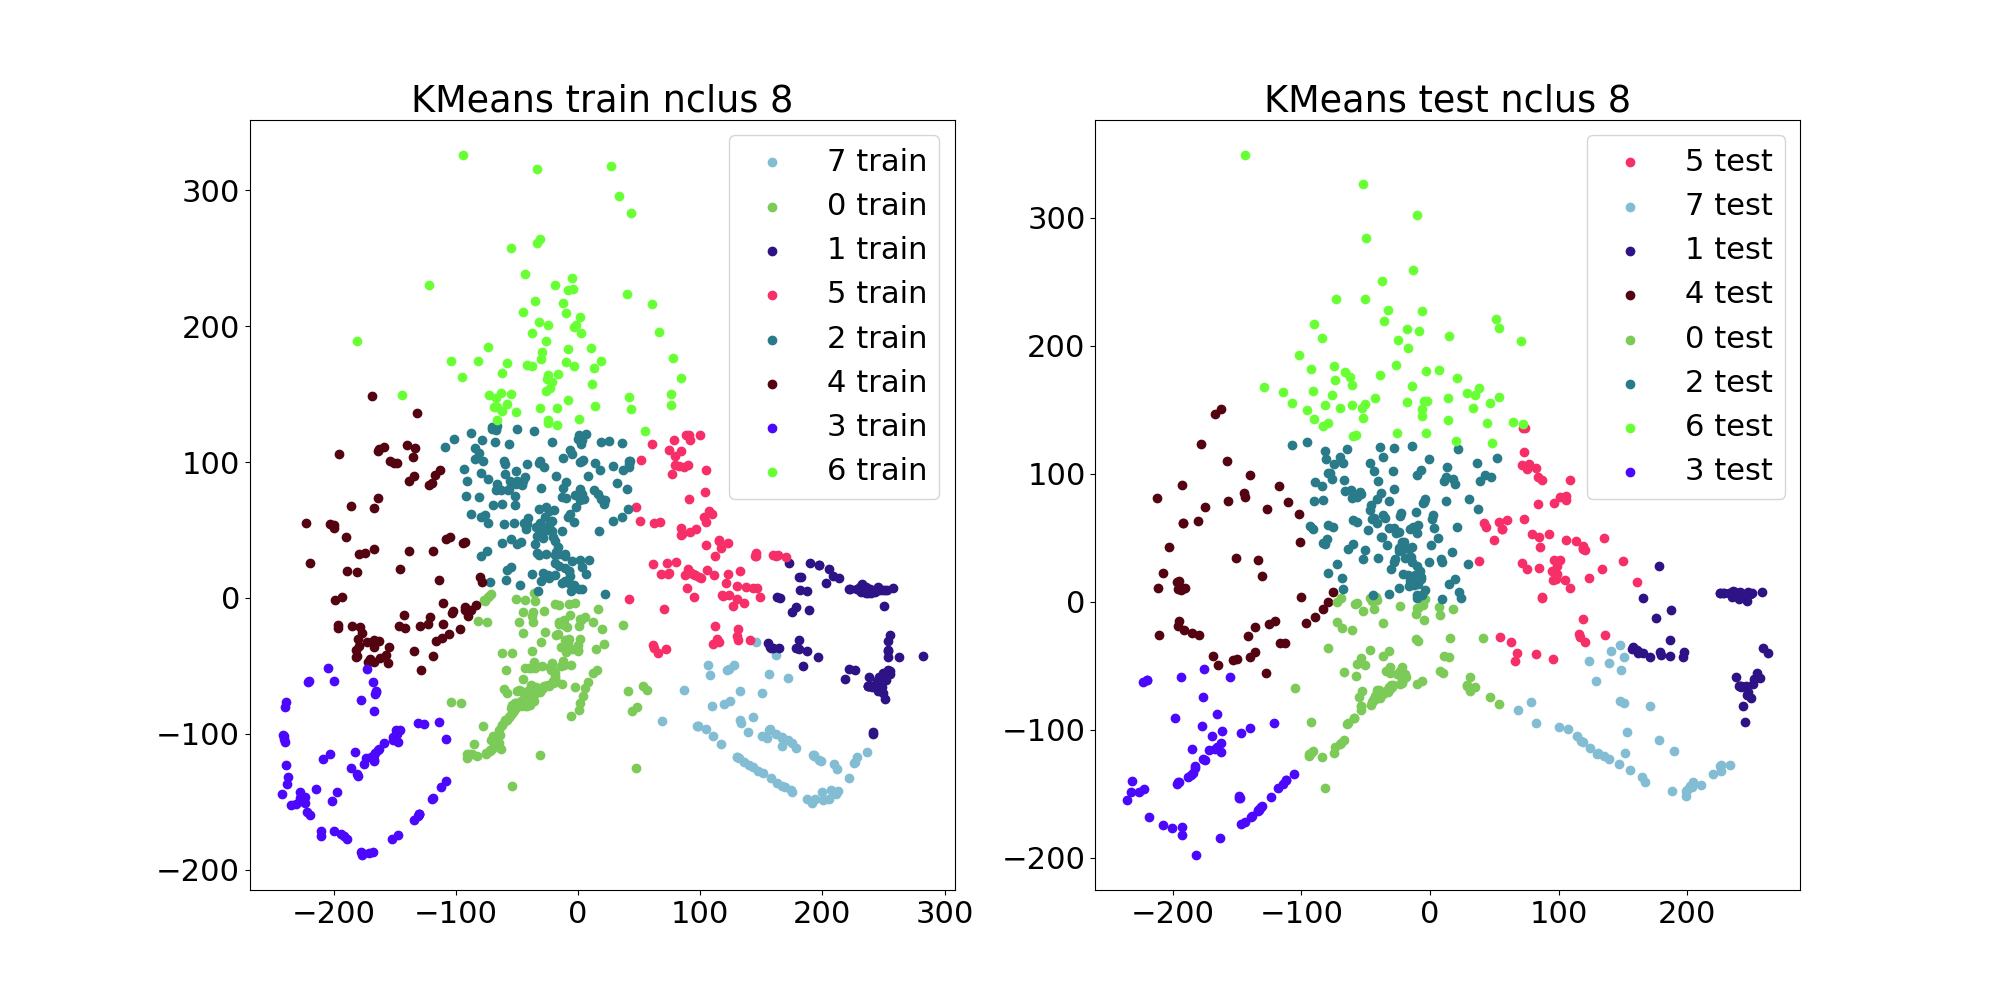 KMeans train nclus 8
7 train
0 train
1 train
5 train
2 train
4 train
3 train
6 train
300
200
100
0
−100
−200
−200 −100 0 100 200 300
KMeans test nclus 8
5 test
7 test
1 test
4 test
0 test
2 test
6 test
3 test
300
200
100
0
−100
−200
−200 −100 0 100 200